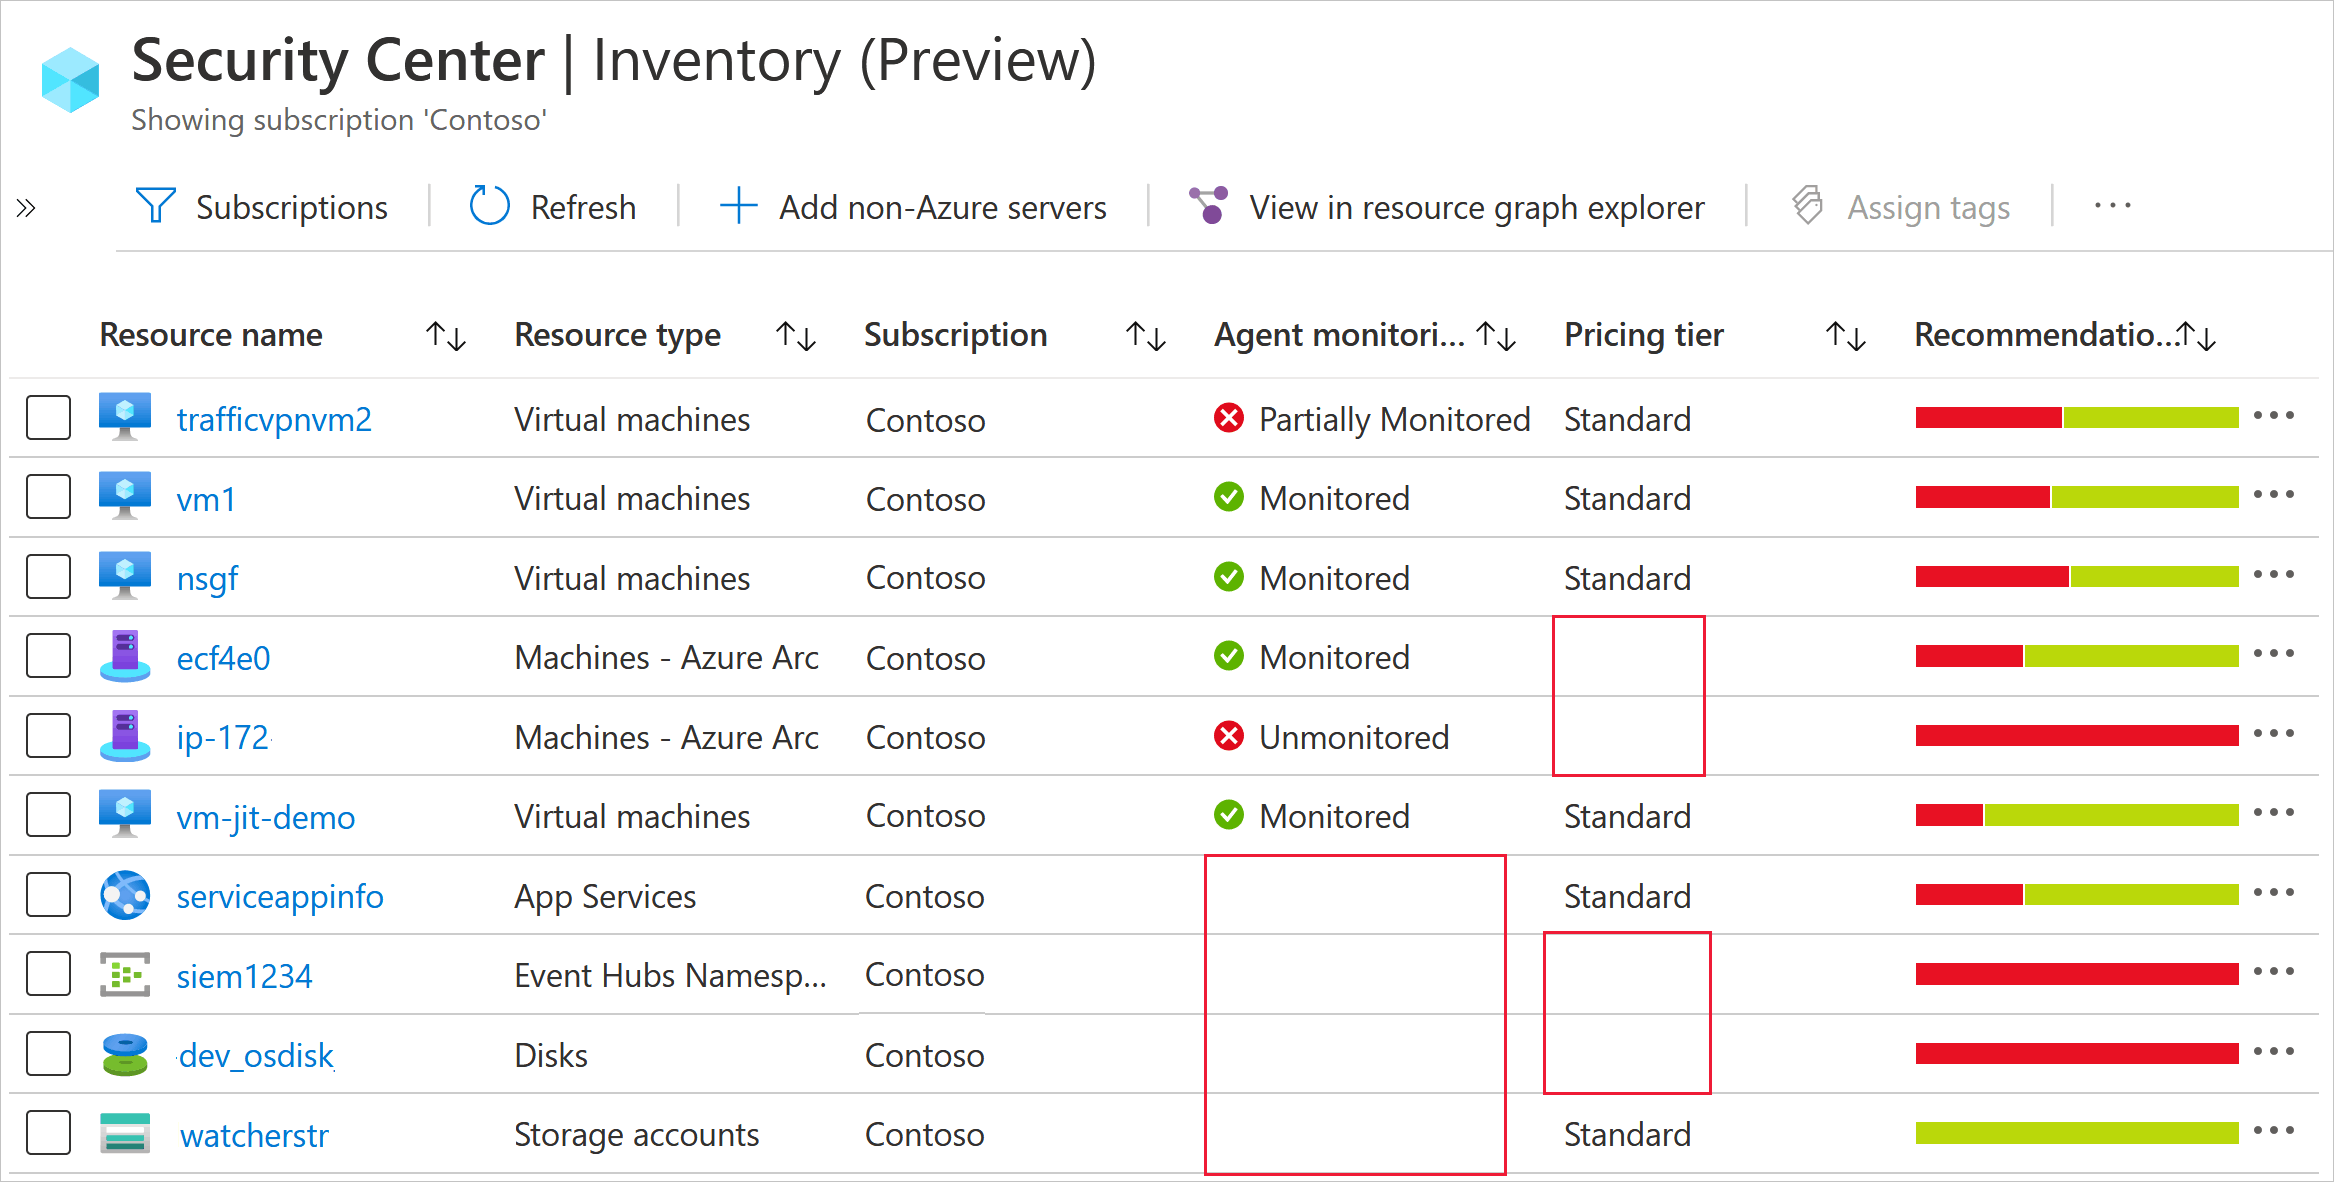 Security Center | Inventory (Preview)
Showing subscription 'Contoso'
» Subscriptions Refresh Add non-Azure servers View in resource graph explorer Assign tags ...
Resource name Resource type Subscription Agent monitori... Pricing tier Recommendatio...
trafficvpnvm2 Virtual machines Contoso Partially Monitored Standard
vm1 Virtual machines Contoso Monitored Standard
nsgf Virtual machines Contoso Monitored Standard
ecf4e0 Machines - Azure Arc Contoso Monitored
ip-172 Machines - Azure Arc Contoso Unmonitored
vm-jit-demo Virtual machines Contoso Monitored Standard
serviceappinfo App Services Contoso Standard
siem1234 Event Hubs Namesp... Contoso
-dev_osdisk Disks Contoso
watcherstr Storage accounts Contoso Standard